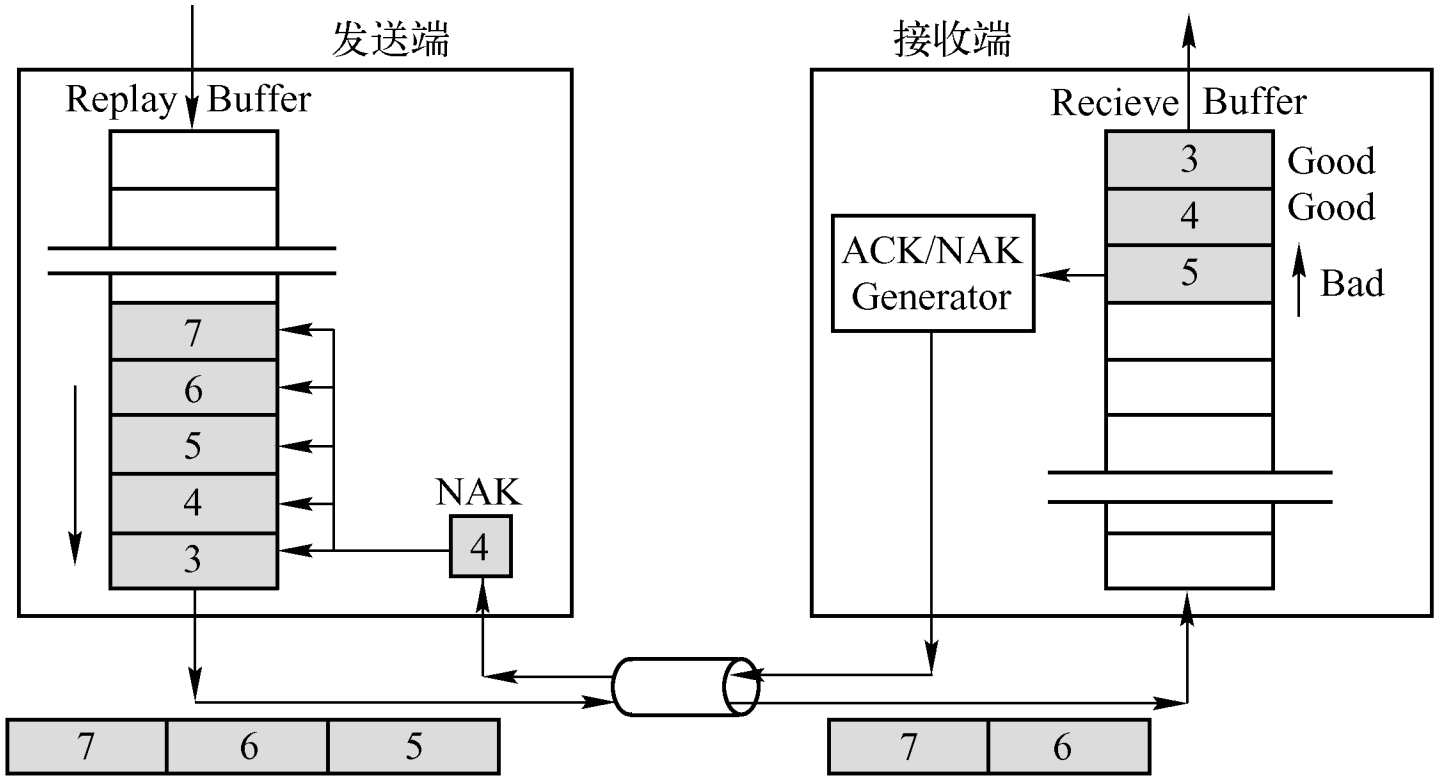 发送端
Replay Buffer
7
6
5
4
3
NAK
4
7 6 5
接收端
Recieve Buffer
3 Good
4 Good
5 Bad
ACK/NAK
Generator
7 6